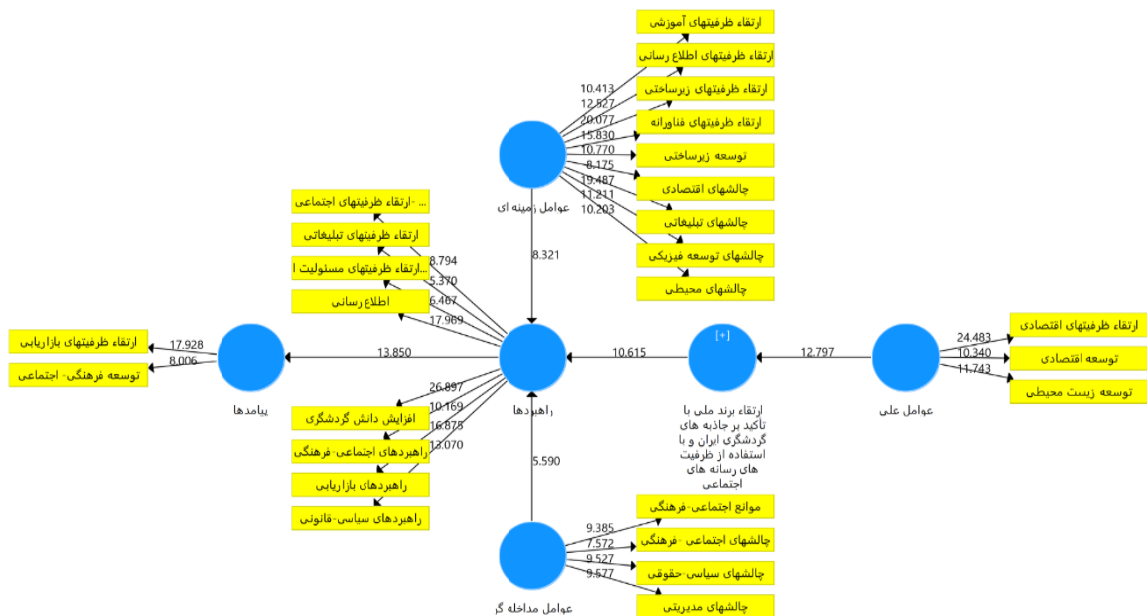 ارتقاء ظرفیتهای آموزشی
ارتقاء ظرفیتهای اطلاع رسانی
ارتقاء ظرفیتهای زیرساختی
ارتقاء ظرفیتهای فناورانه
توسعه زیرساختی
چالشهای اقتصادی
چالشهای تبلیغاتی
چالشهای توسعه فیزیکی
چالشهای محیطی
10.413
12.527
20.077
15.830
10.770
8.175
19.487
11.211
10.203
عوامل زمینه ای
8.321
... -ارتقاء ظرفیتهای اجتماعی
ارتقاء ظرفیتهای تبلیغاتی
...ارتقاء ظرفیتهای مسئولیت ا
اطلاع رسانی
8.794
5.370
6.467
17.969
ارتقاء ظرفیتهای اقتصادی
توسعه اقتصادی
توسعه زیست محیطی
24.483
10.340
11.743
عوامل علی
12.797
[+]
ارتقاء برند ملی با
تأکید بر جاذبه های
گردشگری ایران و با
استفاده از ظرفیت
های رسانه های
اجتماعی
10.615
راهبردها
13.850
پیامدها
17.928
8.006
ارتقاء ظرفیتهای بازاریابی
توسعه فرهنگی- اجتماعی
26.897
10.169
16.875
13.070
افزایش دانش گردشگری
راهبردهای اجتماعی-فرهنگی
راهبردهای بازاریابی
راهبردهای سیاسی-قانونی
5.590
عوامل مداخله گر
9.385
7.572
9.527
9.577
موانع اجتماعی-فرهنگی
چالشهای اجتماعی -فرهنگی
چالشهای سیاسی-حقوقی
چالشهای مدیریتی